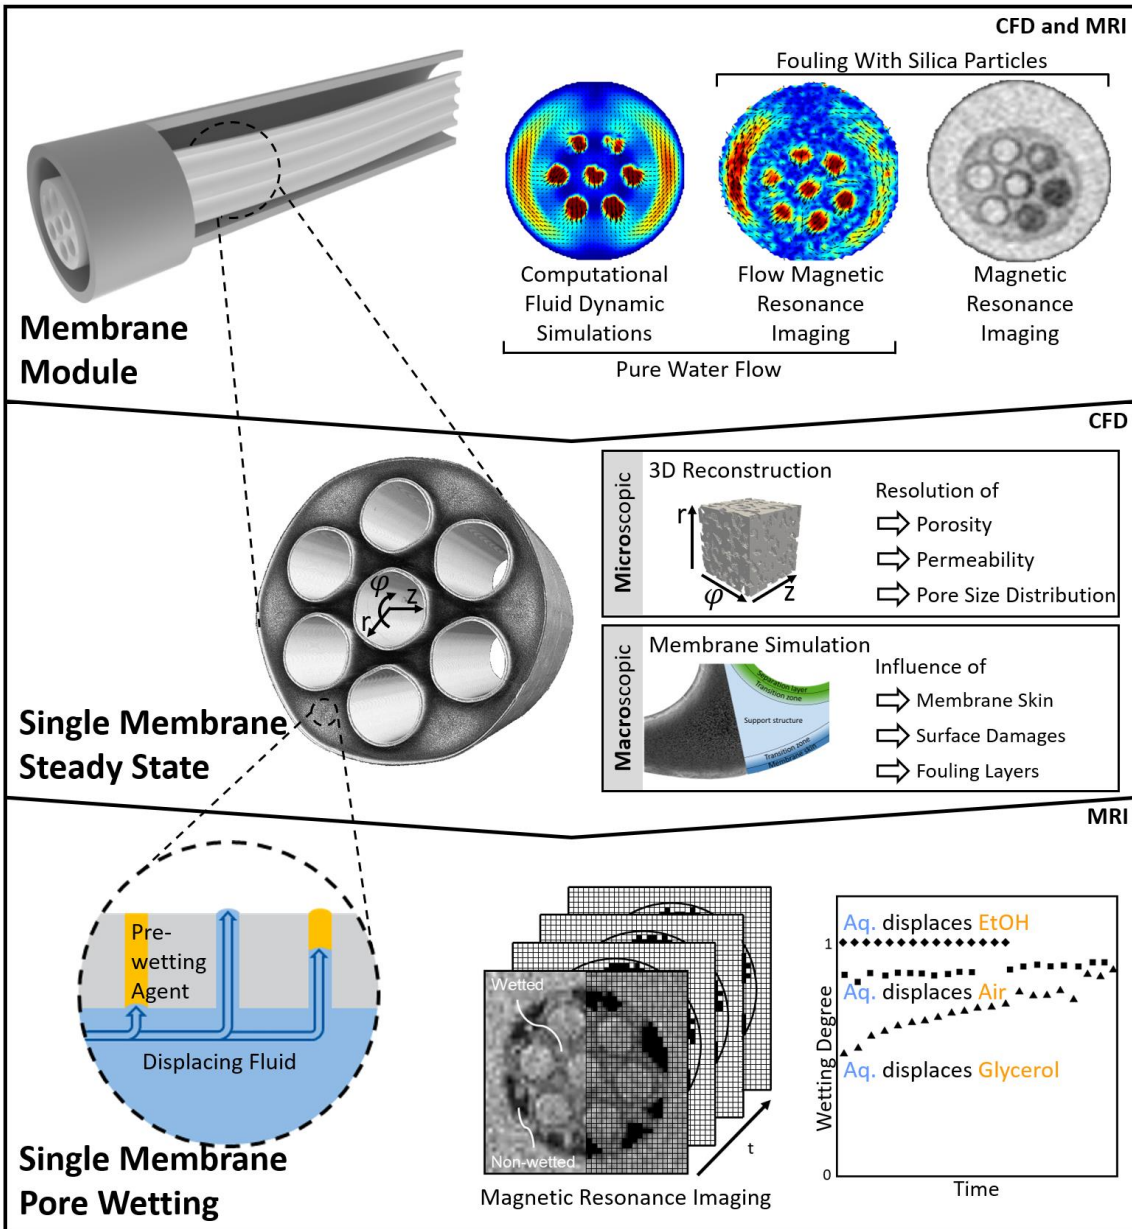 CFD and MRI
Fouling With Silica Particles
Computational
Fluid Dynamic
Simulations
Flow Magnetic
Resonance
Imaging
Magnetic
Resonance
Imaging
Pure Water Flow
Membrane
Module
CFD
φ
z
r
Single Membrane
Steady State
Microscopic
3D Reconstruction
r
φ
z
Resolution of
Porosity
Permeability
Pore Size Distribution
Macroscopic
Membrane Simulation
Separation layer
Transition zone
Support structure
Transition zone
Membrane skin
Influence of
Membrane Skin
Surface Damages
Fouling Layers
MRI
Pre-
wetting
Agent
Displacing Fluid
Single Membrane
Pore Wetting
Wetted
Non-wetted
t
Magnetic Resonance Imaging
Wetting Degree
1
0
Aq. displaces EtOH
Aq. displaces Air
Aq. displaces Glycerol
Time